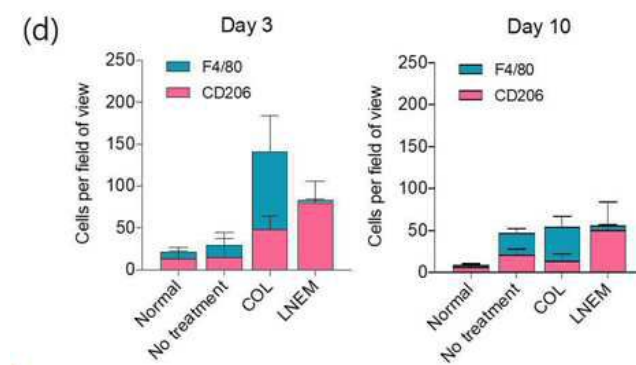 (d)
Day 3
Cells per field of view
250
200
150
100
50
0
F4/80
CD206
Normal
No treatment
COL
LNEM
Day 10
Cells per field of view
250
200
150
100
50
0
F4/80
CD206
Normal
No treatment
COL
LNEM